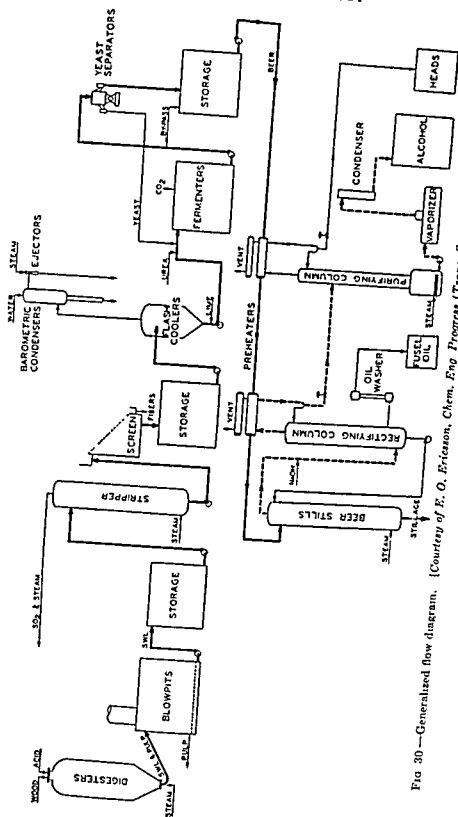 WOOD
ACID
DIGESTERS
STEAM
SWL & PULP
BLOWPITS
PULP
SWL
STORAGE
SO2 & STEAM
STRIPPER
STEAM
SCREEN
FIBERS
STORAGE
WATER
STEAM
BAROMETRIC
CONDENSERS
EJECTORS
FLASH
COOLERS
LIME
UREA
YEAST
CO2
FERMENTERS
BYPASS
YEAST SEPARATORS
STORAGE
BEER
PREHEATERS
VENT
VENT
BEER STILLS
STEAM
STILLAGE
NaOH
RECTIFYING COLUMN
OIL
WASHER
FUSEL
OIL
PURIFYING COLUMN
STEAM
VAPORIZER
CONDENSER
ALCOHOL
HEADS
FIG 30—Generalized flow diagram. [Courtesy of E. O. Ericsson, Chem. Eng Progress